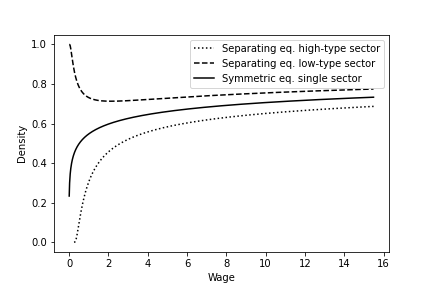 Separating eq. high-type sector
Separating eq. low-type sector
Symmetric eq. single sector
1.0
0.8
0.6
0.4
0.2
0.0
Density
0 2 4 6 8 10 12 14 16
Wage